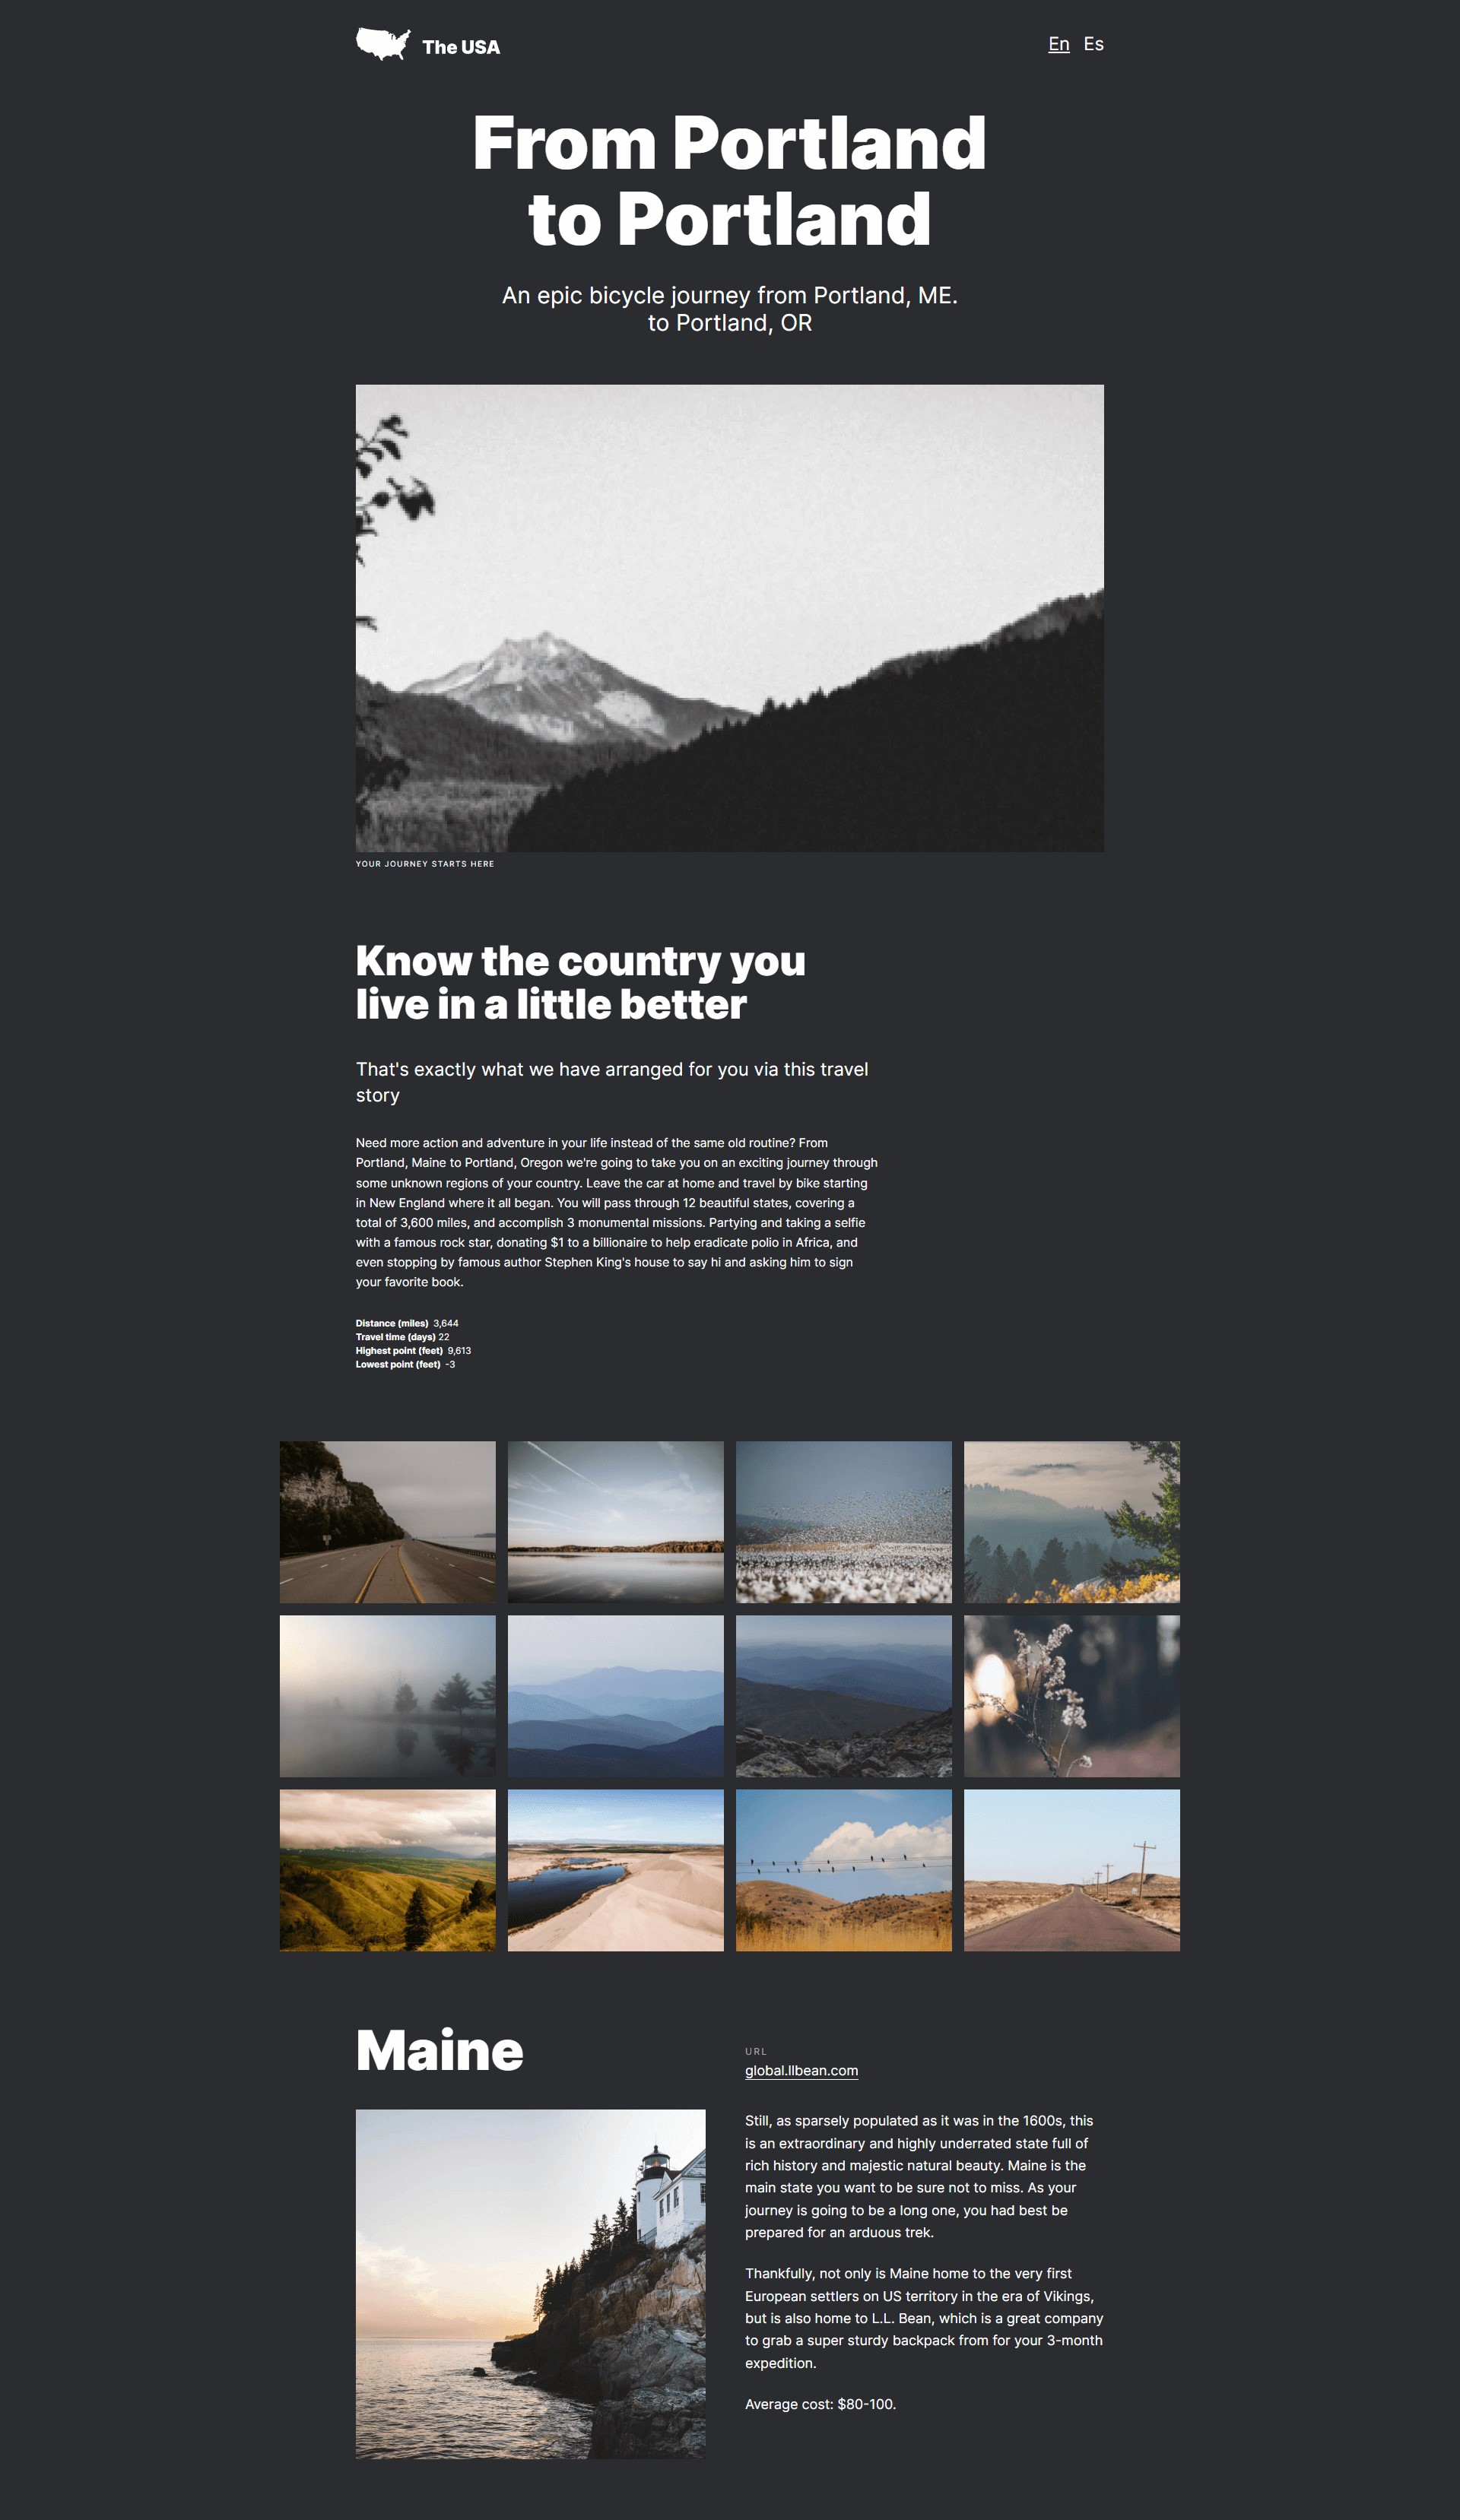 The USA
En Es
From Portland
to Portland
An epic bicycle journey from Portland, ME.
to Portland, OR
YOUR JOURNEY STARTS HERE
Know the country you
live in a little better
That's exactly what we have arranged for you via this travel
story
Need more action and adventure in your life instead of the same old routine? From
Portland, Maine to Portland, Oregon we're going to take you on an exciting journey through
some unknown regions of your country. Leave the car at home and travel by bike starting
in New England where it all began. You will pass through 12 beautiful states, covering a
total of 3,600 miles, and accomplish 3 monumental missions. Partying and taking a selfie
with a famous rock star, donating $1 to a billionaire to help eradicate polio in Africa, and
even stopping by famous author Stephen King's house to say hi and asking him to sign
your favorite book.
Distance (miles) 3,644
Travel time (days) 22
Highest point (feet) 9,613
Lowest point (feet) -3
Maine
URL
global.llbean.com
Still, as sparsely populated as it was in the 1600s, this
is an extraordinary and highly underrated state full of
rich history and majestic natural beauty. Maine is the
main state you want to be sure not to miss. As your
journey is going to be a long one, you had best be
prepared for an arduous trek.
Thankfully, not only is Maine home to the very first
European settlers on US territory in the era of Vikings,
but is also home to L.L. Bean, which is a great company
to grab a super sturdy backpack from for your 3-month
expedition.
Average cost: $80-100.